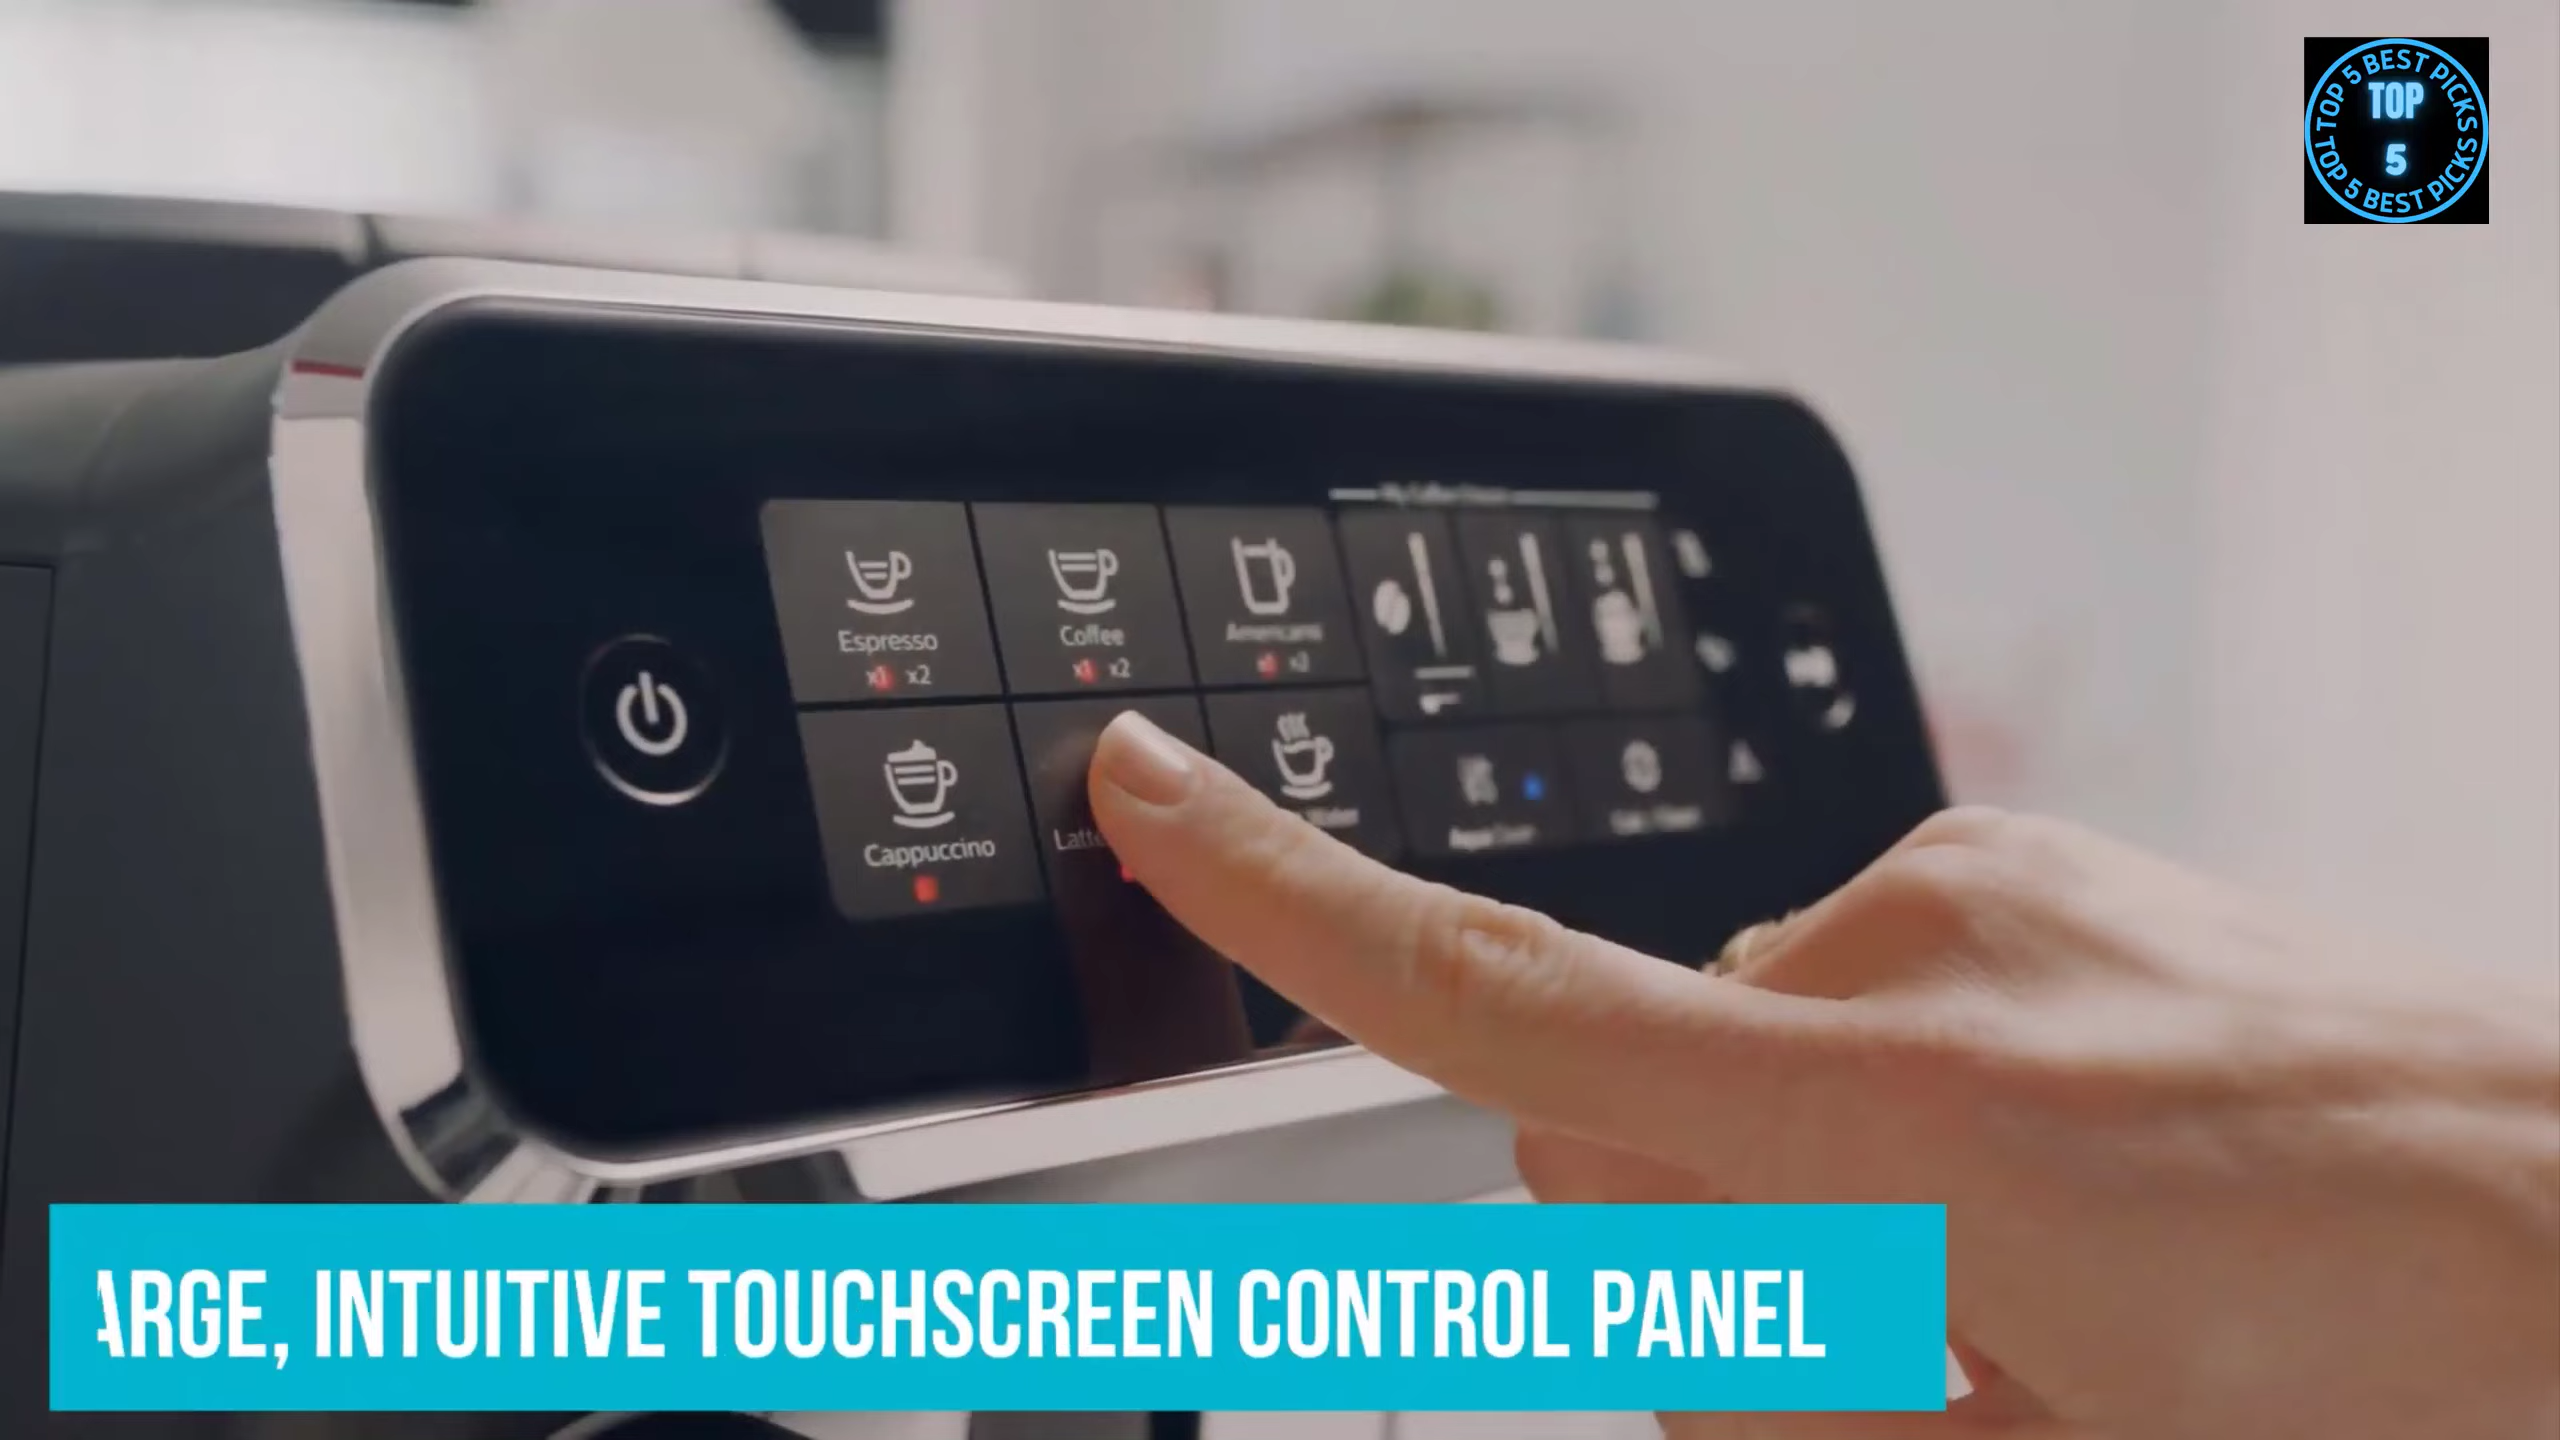 TOP 5 BEST PICKS
TOP
5
TOP 5 BEST PICKS
Espresso
x1 x2
Coffee
x1 x2
Americano
x1 x2
Cappuccino
ARGE, INTUITIVE TOUCHSCREEN CONTROL PANEL